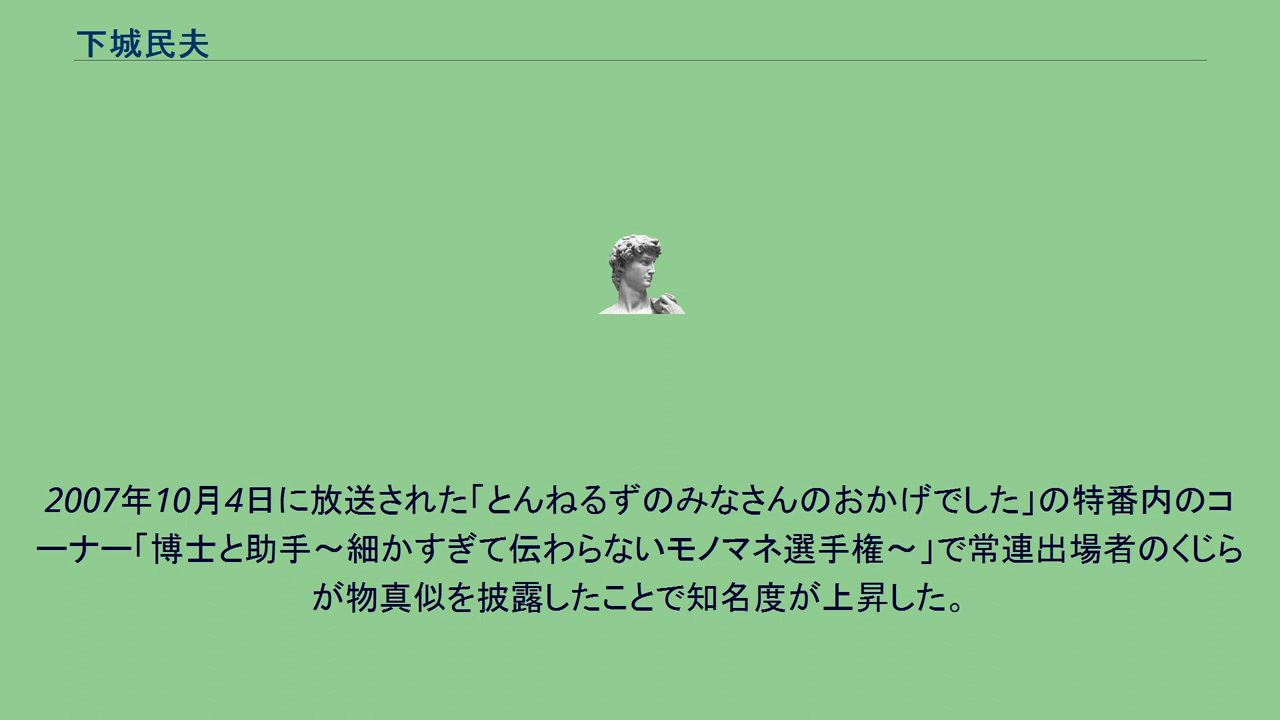 下城民夫
2007年10月4日に放送された「とんねるずのみなさんのおかげでした」の特番内のコ
ーナー「博士と助手～細かすぎて伝わらないモノマネ選手権～」で常連出場者のくじら
が物真似を披露したことで知名度が上昇した。